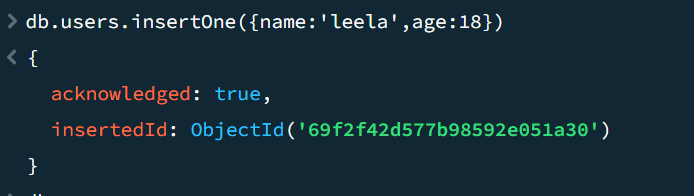 > db.users.insertOne({name:'leela',age:18})
< {
acknowledged: true,
insertedId: ObjectId('69f2f42d577b98592e051a30')
}